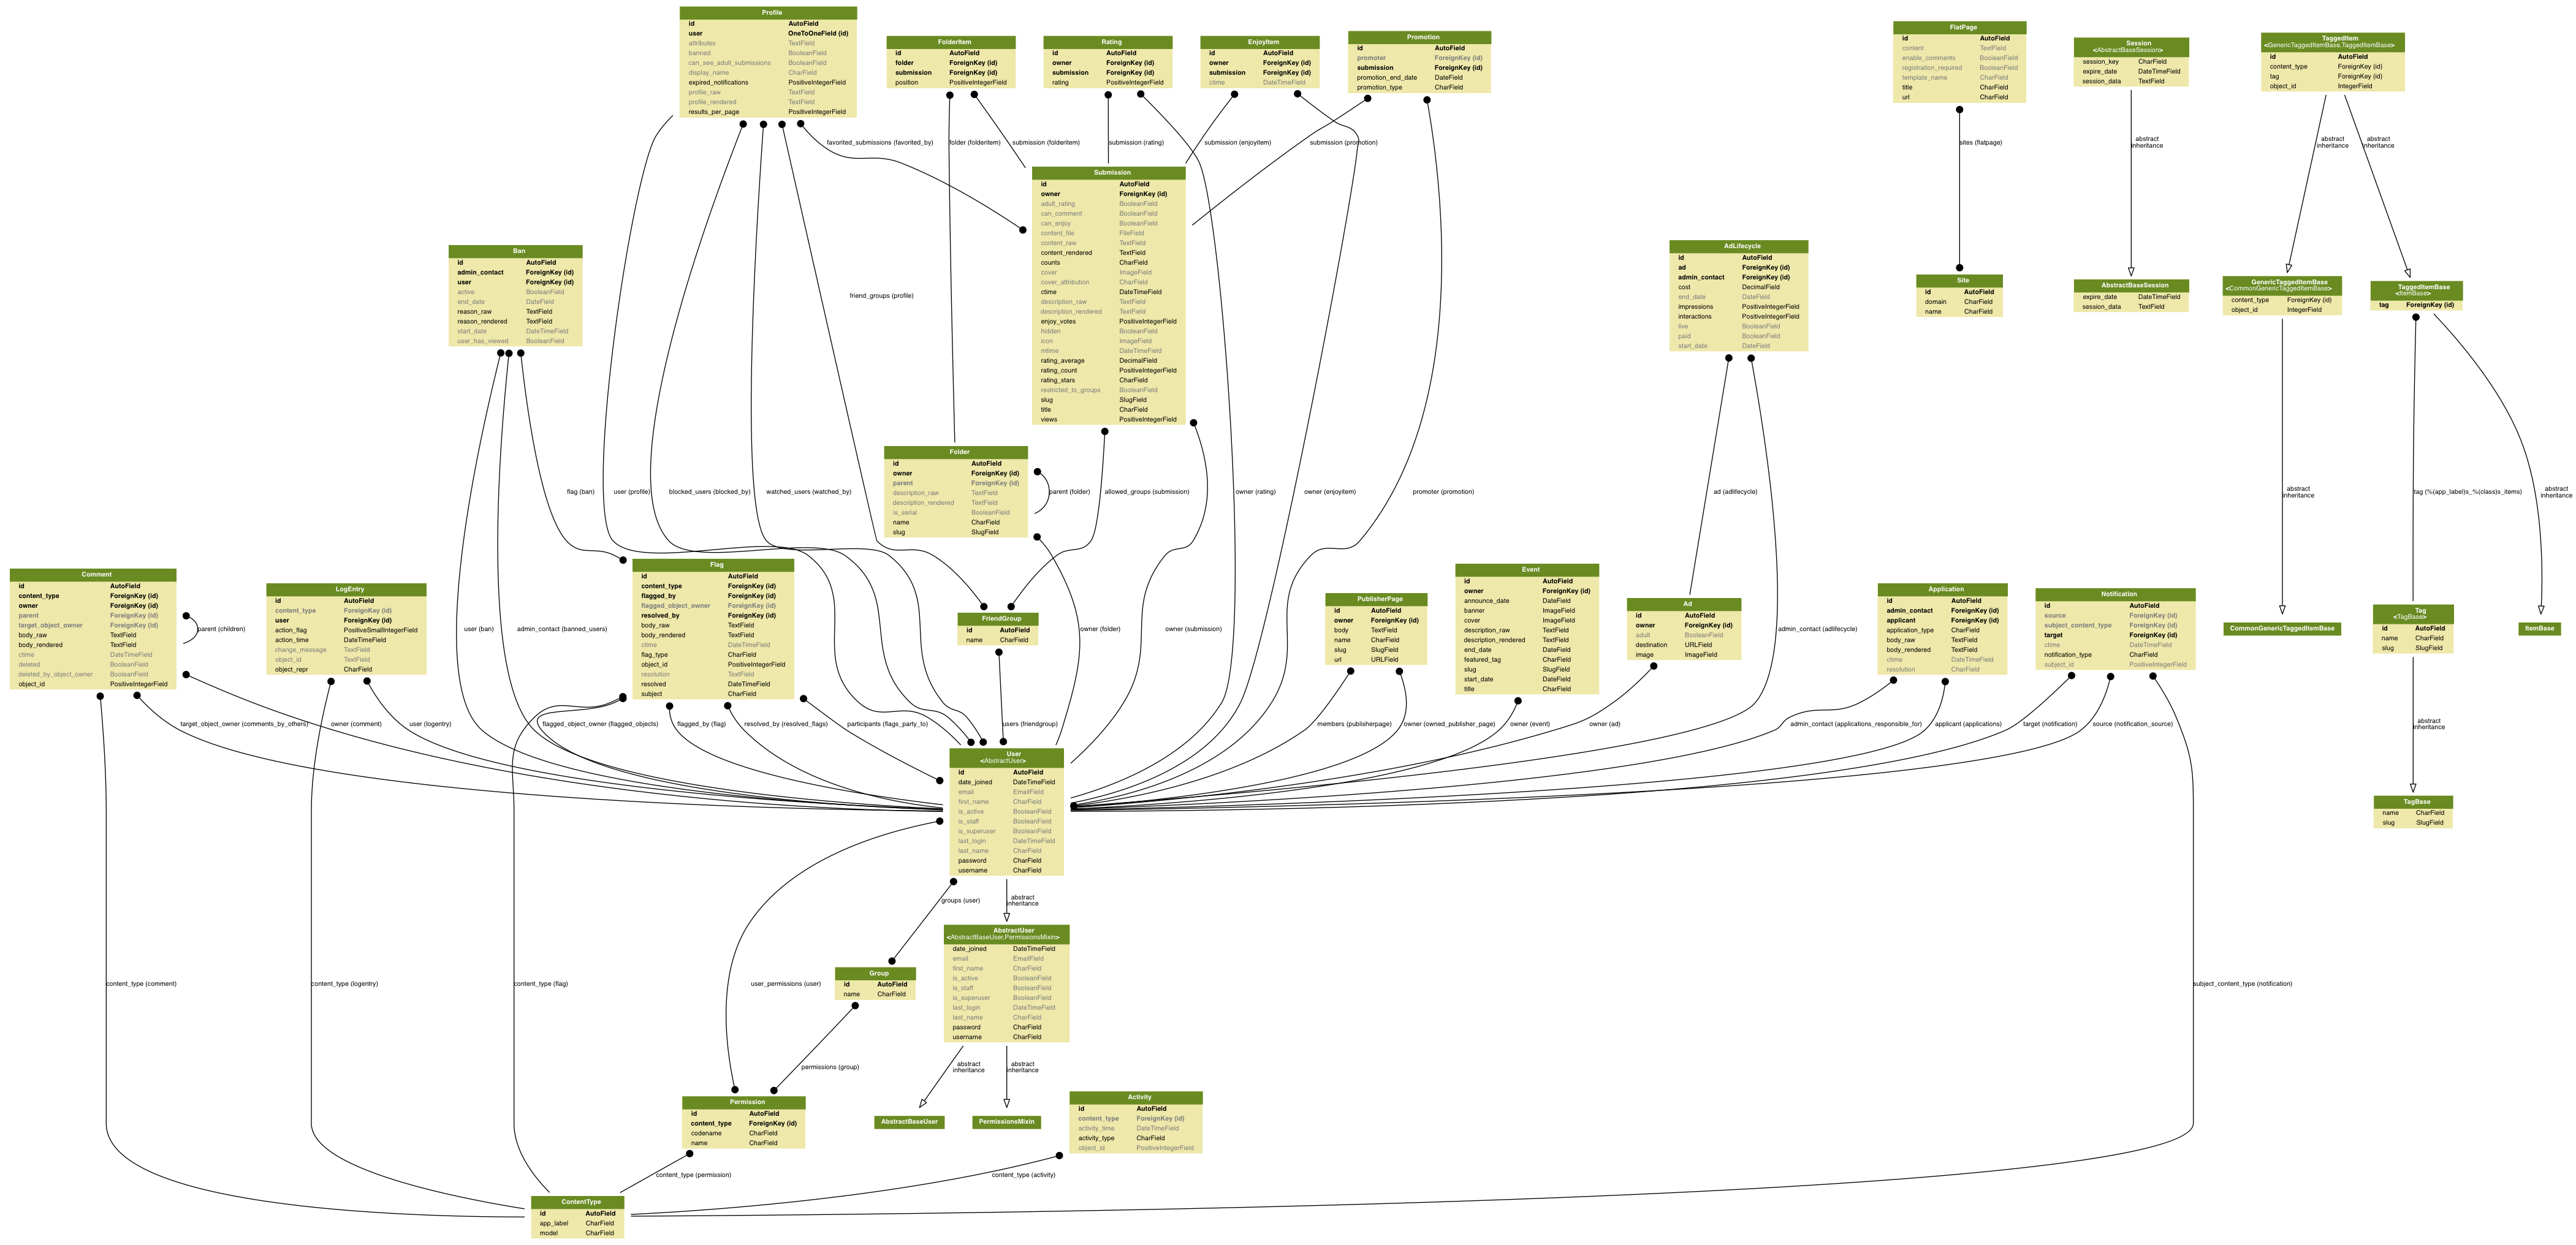 Profile
id AutoField
user OneToOneField (id)
attributes TextField
banned BooleanField
can_see_adult_submissions BooleanField
display_name CharField
expired_notifications PositiveIntegerField
profile_raw TextField
profile_rendered TextField
results_per_page PositiveIntegerField
FolderItem
id AutoField
folder ForeignKey (id)
submission ForeignKey (id)
position PositiveIntegerField
Rating
id AutoField
owner ForeignKey (id)
submission ForeignKey (id)
rating PositiveIntegerField
EnjoyItem
id AutoField
owner ForeignKey (id)
submission ForeignKey (id)
ctime DateTimeField
Promotion
id AutoField
promoter ForeignKey (id)
submission ForeignKey (id)
promotion_end_date DateField
promotion_type CharField
FlatPage
id AutoField
content TextField
enable_comments BooleanField
registration_required BooleanField
template_name CharField
title CharField
url CharField
Session
<AbstractBaseSession>
session_key CharField
expire_date DateTimeField
session_data TextField
TaggedItem
<GenericTaggedItemBase,TaggedItemBase>
id AutoField
content_type ForeignKey (id)
tag ForeignKey (id)
object_id IntegerField
favorited_submissions (favorited_by)
folder (folderitem)
submission (folderitem)
submission (rating)
submission (enjoyitem)
submission (promotion)
sites (flatpage)
abstract
inheritance
abstract
inheritance
abstract
inheritance
Submission
id AutoField
owner ForeignKey (id)
adult_rating BooleanField
can_comment BooleanField
can_enjoy BooleanField
content_file FileField
content_raw TextField
content_rendered TextField
counts CharField
cover ImageField
cover_attribution CharField
ctime DateTimeField
description_raw TextField
description_rendered TextField
enjoy_votes PositiveIntegerField
hidden BooleanField
icon ImageField
mtime DateTimeField
rating_average DecimalField
rating_count PositiveIntegerField
rating_stars CharField
restricted_to_groups BooleanField
slug SlugField
title CharField
views PositiveIntegerField
Ban
id AutoField
admin_contact ForeignKey (id)
user ForeignKey (id)
active BooleanField
end_date DateField
reason_raw TextField
reason_rendered TextField
start_date DateTimeField
user_has_viewed BooleanField
friend_groups (profile)
AdLifecycle
id AutoField
ad ForeignKey (id)
admin_contact ForeignKey (id)
cost DecimalField
end_date DateField
impressions PositiveIntegerField
interactions PositiveIntegerField
live BooleanField
paid BooleanField
start_date DateField
Site
id AutoField
domain CharField
name CharField
AbstractBaseSession
expire_date DateTimeField
session_data TextField
GenericTaggedItemBase
<CommonGenericTaggedItemBase>
content_type ForeignKey (id)
object_id IntegerField
TaggedItemBase
<ItemBase>
tag ForeignKey (id)
Folder
id AutoField
owner ForeignKey (id)
parent ForeignKey (id)
description_raw TextField
description_rendered TextField
is_serial BooleanField
name CharField
slug SlugField
flag (ban)
user (profile)
blocked_users (blocked_by)
watched_users (watched_by)
parent (folder)
allowed_groups (submission)
owner (rating)
owner (enjoyitem)
promoter (promotion)
ad (adlifecycle)
abstract
inheritance
tag (%(app_label)s_%(class)s_items)
abstract
inheritance
Comment
id AutoField
content_type ForeignKey (id)
owner ForeignKey (id)
parent ForeignKey (id)
target_object_owner ForeignKey (id)
body_raw TextField
body_rendered TextField
ctime DateTimeField
deleted BooleanField
deleted_by_object_owner BooleanField
object_id PositiveIntegerField
parent (children)
LogEntry
id AutoField
content_type ForeignKey (id)
user ForeignKey (id)
action_flag PositiveSmallIntegerField
action_time DateTimeField
change_message TextField
object_id TextField
object_repr CharField
user (ban)
admin_contact (banned_users)
Flag
id AutoField
content_type ForeignKey (id)
flagged_by ForeignKey (id)
flagged_object_owner ForeignKey (id)
resolved_by ForeignKey (id)
body_raw TextField
body_rendered TextField
ctime DateTimeField
flag_type CharField
object_id PositiveIntegerField
resolution TextField
resolved DateTimeField
subject CharField
FriendGroup
id AutoField
name CharField
owner (folder)
owner (submission)
PublisherPage
id AutoField
owner ForeignKey (id)
body TextField
name CharField
slug SlugField
url URLField
Event
id AutoField
owner ForeignKey (id)
announce_date DateField
banner ImageField
cover ImageField
description_raw TextField
description_rendered TextField
end_date DateField
featured_tag CharField
slug SlugField
start_date DateField
title CharField
Ad
id AutoField
owner ForeignKey (id)
adult BooleanField
destination URLField
image ImageField
admin_contact (adlifecycle)
Application
id AutoField
admin_contact ForeignKey (id)
applicant ForeignKey (id)
application_type CharField
body_raw TextField
body_rendered TextField
ctime DateTimeField
resolution CharField
Notification
id AutoField
source ForeignKey (id)
subject_content_type ForeignKey (id)
target ForeignKey (id)
ctime DateTimeField
notification_type CharField
subject_id PositiveIntegerField
CommonGenericTaggedItemBase
Tag
<TagBase>
id AutoField
name CharField
slug SlugField
ItemBase
target_object_owner (comments_by_others)
owner (comment)
user (logentry)
flagged_object_owner (flagged_objects)
flagged_by (flag)
resolved_by (resolved_flags)
participants (flags_party_to)
users (friendgroup)
members (publisherpage)
owner (owned_publisher_page)
owner (event)
owner (ad)
admin_contact (applications_responsible_for)
applicant (applications)
target (notification)
source (notification_source)
abstract
inheritance
User
<AbstractUser>
id AutoField
date_joined DateTimeField
email EmailField
first_name CharField
is_active BooleanField
is_staff BooleanField
is_superuser BooleanField
last_login DateTimeField
last_name CharField
password CharField
username CharField
TagBase
name CharField
slug SlugField
groups (user)
abstract
inheritance
AbstractUser
<AbstractBaseUser,PermissionsMixin>
date_joined DateTimeField
email EmailField
first_name CharField
is_active BooleanField
is_staff BooleanField
is_superuser BooleanField
last_login DateTimeField
last_name CharField
password CharField
username CharField
Group
id AutoField
name CharField
content_type (comment)
content_type (logentry)
content_type (flag)
user_permissions (user)
subject_content_type (notification)
permissions (group)
abstract
inheritance
abstract
inheritance
Permission
id AutoField
content_type ForeignKey (id)
codename CharField
name CharField
AbstractBaseUser
PermissionsMixin
Activity
id AutoField
content_type ForeignKey (id)
activity_time DateTimeField
activity_type CharField
object_id PositiveIntegerField
content_type (permission)
content_type (activity)
ContentType
id AutoField
app_label CharField
model CharField